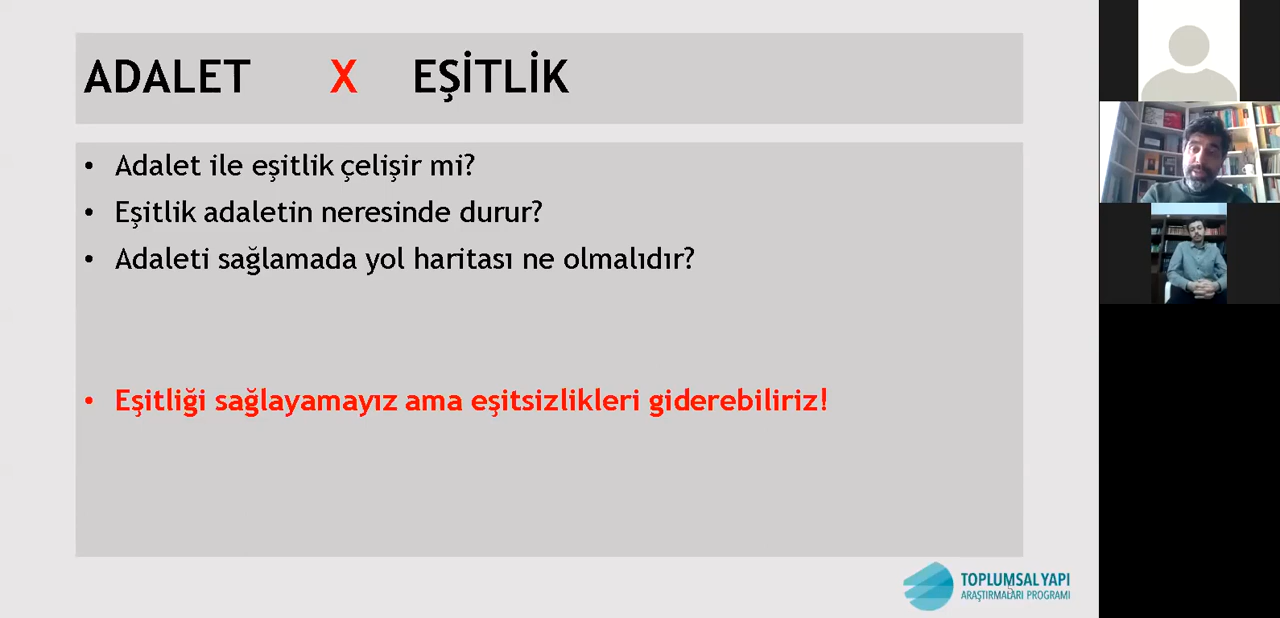 ADALET X EŞİTLİK
• Adalet ile eşitlik çelişir mi?
• Eşitlik adaletin neresinde durur?
• Adaleti sağlamada yol haritası ne olmalıdır?
• Eşitliği sağlayamayız ama eşitsizlikleri giderebiliriz!
TOPLUMSAL YAPI
ARAŞTIRMALARI PROGRAMI